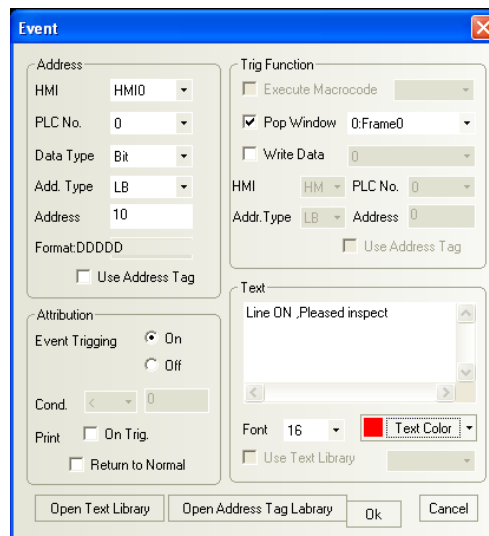 Event
Address
HMI HMI0
PLC No. 0
Data Type Bit
Add. Type LB
Address 10
Format:DDDDD
Use Address Tag
Attribution
Event Trigging On
Off
Cond. < 0
Print On Trig.
Return to Normal
Trig Function
Execute Macrocode
Pop Window 0:Frame0
Write Data 0
HMI HM PLC No. 0
Addr.Type LB Address 0
Use Address Tag
Text
Line ON ,Pleased inspect
Font 16 Text Color
Use Text Library
Open Text Library Open Address Tag Labrary Ok Cancel